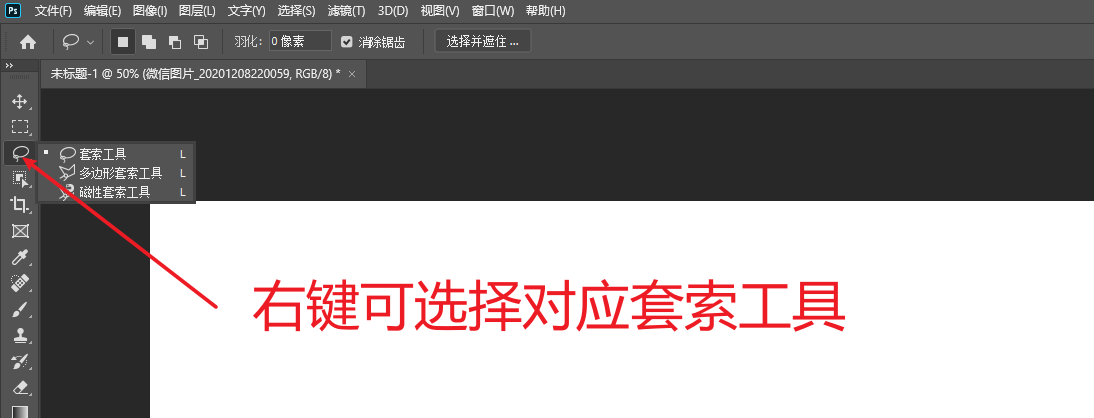 Ps 文件(F) 编辑(E) 图像(I) 图层(L) 文字(Y) 选择(S) 滤镜(T) 3D(D) 视图(V) 窗口(W) 帮助(H)
羽化: 0 像素 消除锯齿 选择并遮住 ...
未标题-1 @ 50% (微信图片_20201208220059, RGB/8) * ×
套索工具 L
多边形套索工具 L
磁性套索工具 L
右键可选择对应套索工具